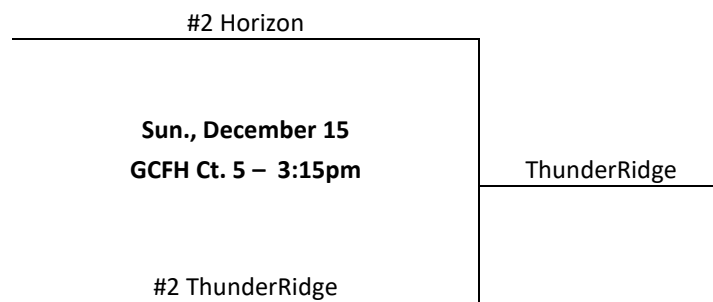 #2 Horizon
Sun., December 15
GCFH Ct. 5 – 3:15pm
ThunderRidge
#2 ThunderRidge